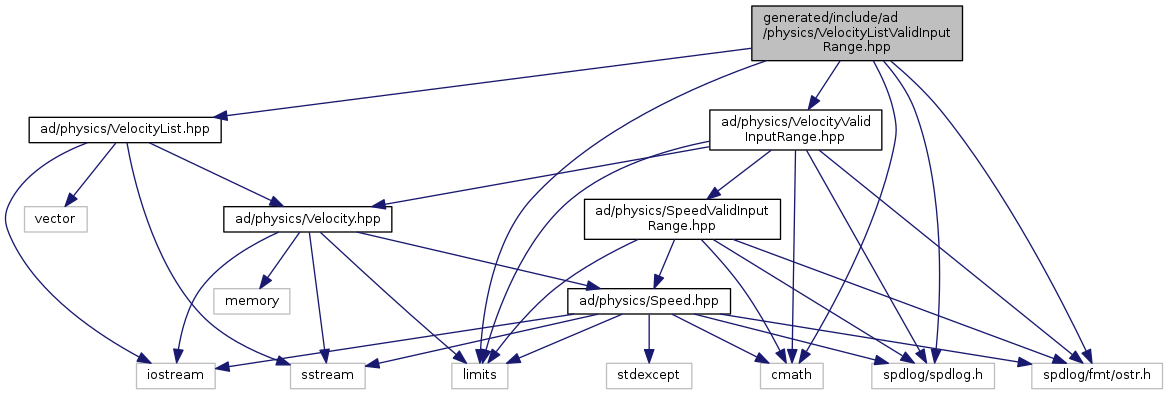 generated/include/ad
/physics/VelocityListValidInput
Range.hpp
ad/physics/VelocityList.hpp
ad/physics/VelocityValid
InputRange.hpp
vector
ad/physics/Velocity.hpp
ad/physics/SpeedValidInput
Range.hpp
memory
ad/physics/Speed.hpp
iostream
sstream
limits
stdexcept
cmath
spdlog/spdlog.h
spdlog/fmt/ostr.h